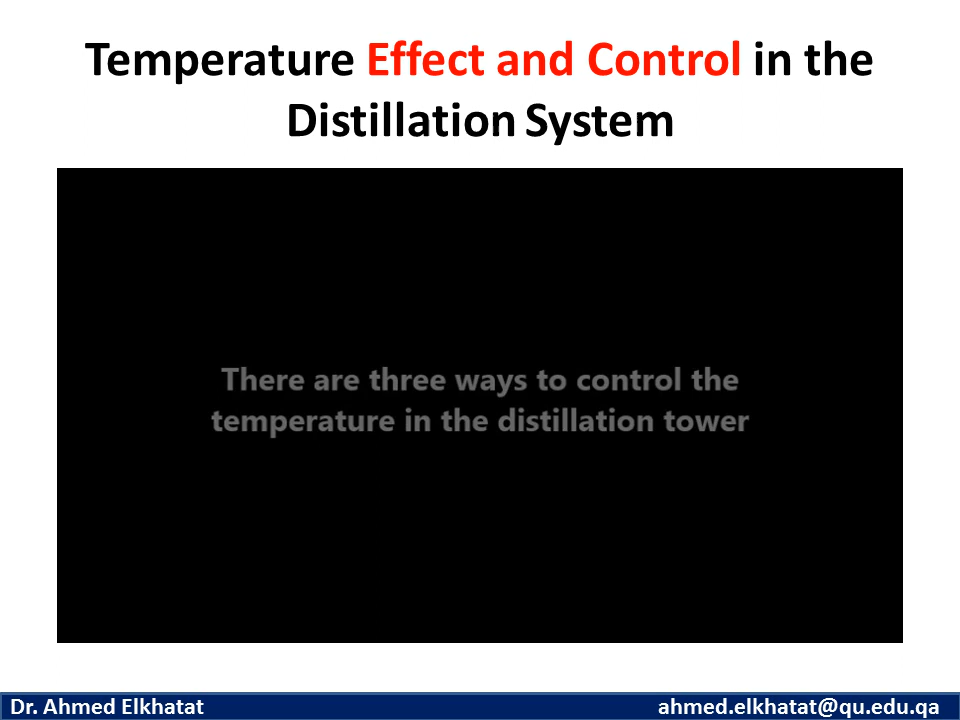 Temperature Effect and Control in the
Distillation System
There are three ways to control the
temperature in the distillation tower
Dr. Ahmed Elkhatat
ahmed.elkhatat@qu.edu.qa